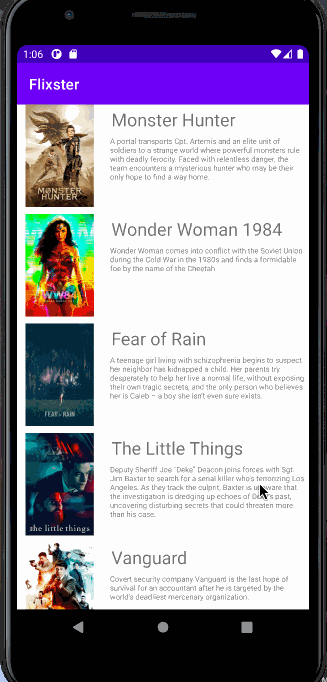 1:06
Flixster
Monster Hunter
A portal transports Cpt. Artemis and an elite unit of
soldiers to a strange world where powerful monsters rule
with deadly ferocity. Faced with relentless danger, the
team encounters a mysterious hunter who may be their
only hope to find a way home.
MONSTER
HUNTER
Wonder Woman 1984
Wonder Woman comes into conflict with the Soviet Union
during the Cold War in the 1980s and finds a formidable
foe by the name of the Cheetah
WW84
Fear of Rain
A teenage girl living with schizophrenia begins to suspect
her neighbor has kidnapped a child. Her parents try
desperately to help her live a normal life, without exposing
their own tragic secrets, and the only person who believes
her is Caleb – a boy she isn't even sure exists.
FEAR OF RAIN
The Little Things
Deputy Sheriff Joe "Deke" Deacon joins forces with Sgt.
Jim Baxter to search for a serial killer who's terrorizing Los
Angeles. As they track the culprit, Baxter is unaware that
the investigation is dredging up echoes of Deke's past,
uncovering disturbing secrets that could threaten more
than his case.
the little things
Vanguard
Covert security company Vanguard is the last hope of
survival for an accountant after he is targeted by the
world's deadliest mercenary organization.